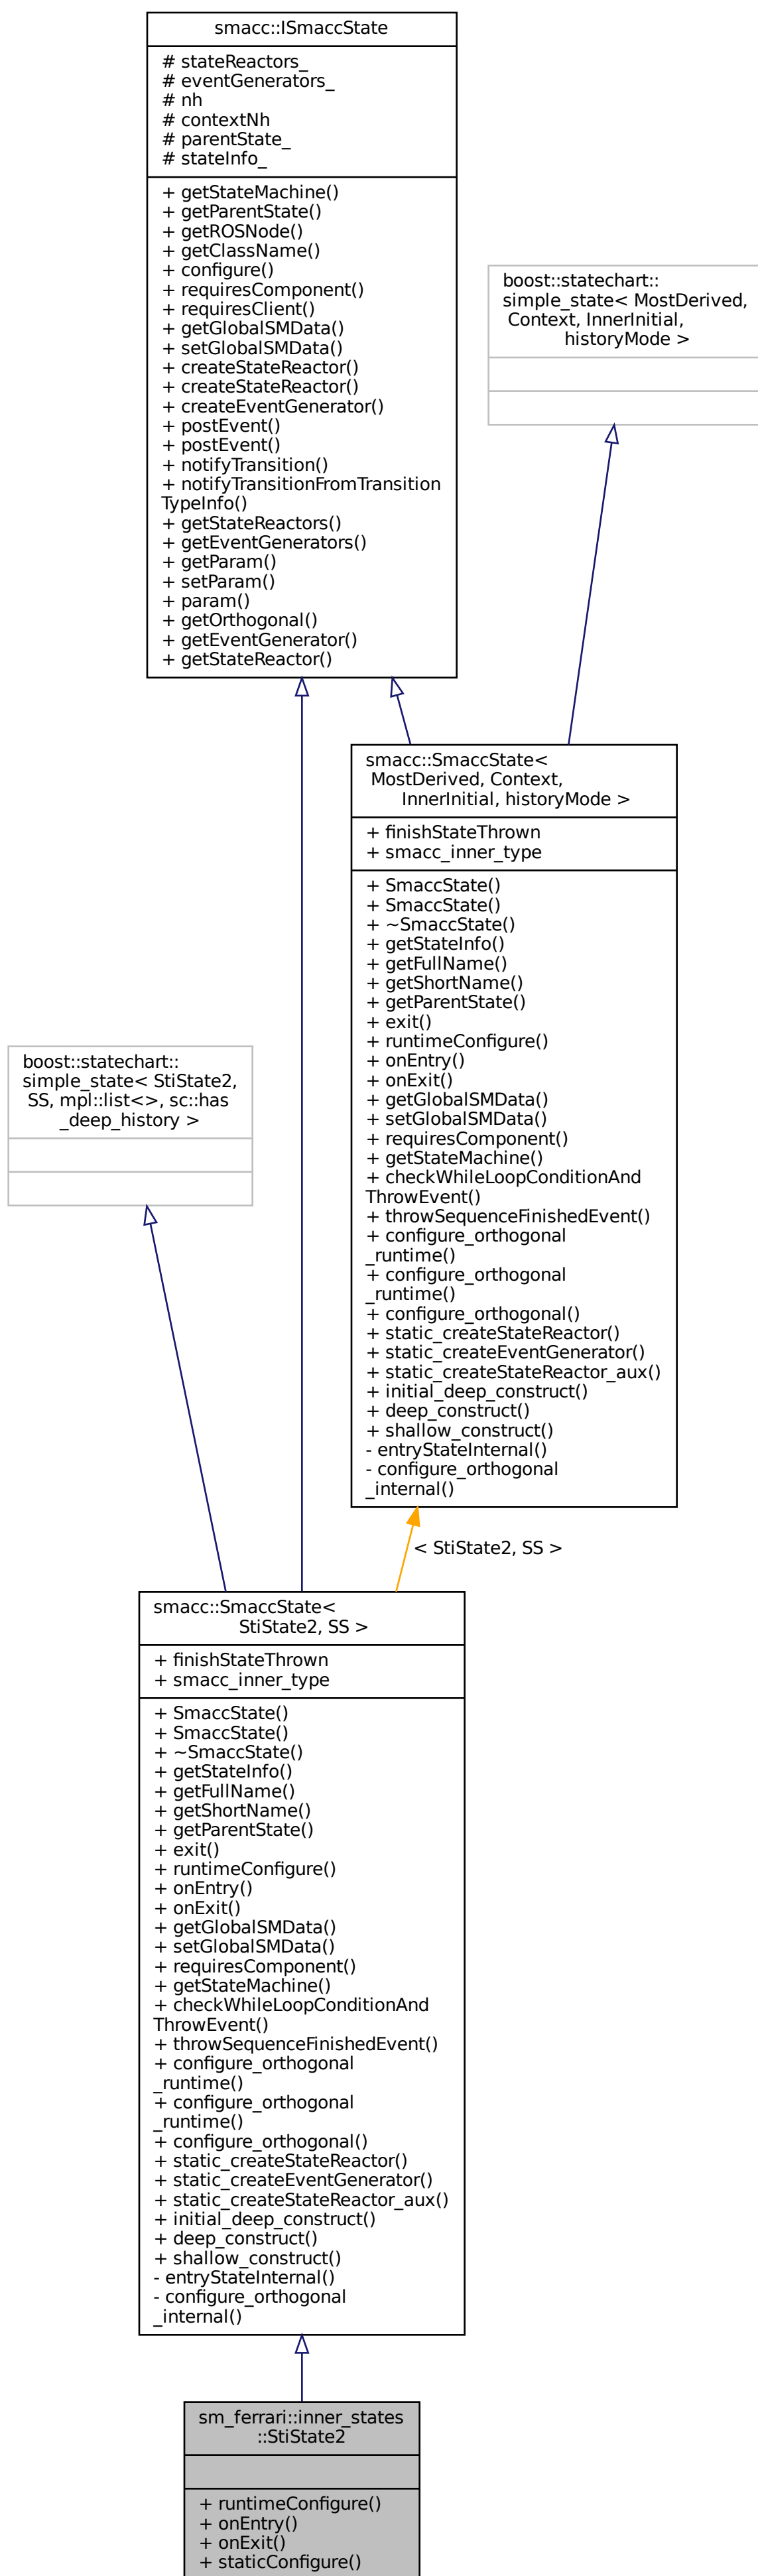 smacc::ISmaccState
# stateReactors_
# eventGenerators_
# nh
# contextNh
# parentState_
# stateInfo_
+ getStateMachine()
+ getParentState()
+ getROSNode()
+ getClassName()
+ configure()
+ requiresComponent()
+ requiresClient()
+ getGlobalSMData()
+ setGlobalSMData()
+ createStateReactor()
+ createStateReactor()
+ createEventGenerator()
+ postEvent()
+ postEvent()
+ notifyTransition()
+ notifyTransitionFromTransition
TypeInfo()
+ getStateReactors()
+ getEventGenerators()
+ getParam()
+ setParam()
+ param()
+ getOrthogonal()
+ getEventGenerator()
+ getStateReactor()
boost::statechart::
simple_state< MostDerived,
Context, InnerInitial,
historyMode >
smacc::SmaccState<
MostDerived, Context,
InnerInitial, historyMode >
+ finishStateThrown
+ smacc_inner_type
+ SmaccState()
+ SmaccState()
+ ~SmaccState()
+ getStateInfo()
+ getFullName()
+ getShortName()
+ getParentState()
+ exit()
+ runtimeConfigure()
+ onEntry()
+ onExit()
+ getGlobalSMData()
+ setGlobalSMData()
+ requiresComponent()
+ getStateMachine()
+ checkWhileLoopConditionAnd
ThrowEvent()
+ throwSequenceFinishedEvent()
+ configure_orthogonal
_runtime()
+ configure_orthogonal
_runtime()
+ configure_orthogonal()
+ static_createStateReactor()
+ static_createEventGenerator()
+ static_createStateReactor_aux()
+ initial_deep_construct()
+ deep_construct()
+ shallow_construct()
- entryStateInternal()
- configure_orthogonal
_internal()
boost::statechart::
simple_state< StiState2,
SS, mpl::list<>, sc::has
_deep_history >
< StiState2, SS >
smacc::SmaccState<
StiState2, SS >
+ finishStateThrown
+ smacc_inner_type
+ SmaccState()
+ SmaccState()
+ ~SmaccState()
+ getStateInfo()
+ getFullName()
+ getShortName()
+ getParentState()
+ exit()
+ runtimeConfigure()
+ onEntry()
+ onExit()
+ getGlobalSMData()
+ setGlobalSMData()
+ requiresComponent()
+ getStateMachine()
+ checkWhileLoopConditionAnd
ThrowEvent()
+ throwSequenceFinishedEvent()
+ configure_orthogonal
_runtime()
+ configure_orthogonal
_runtime()
+ configure_orthogonal()
+ static_createStateReactor()
+ static_createEventGenerator()
+ static_createStateReactor_aux()
+ initial_deep_construct()
+ deep_construct()
+ shallow_construct()
- entryStateInternal()
- configure_orthogonal
_internal()
sm_ferrari::inner_states
::StiState2
+ runtimeConfigure()
+ onEntry()
+ onExit()
+ staticConfigure()